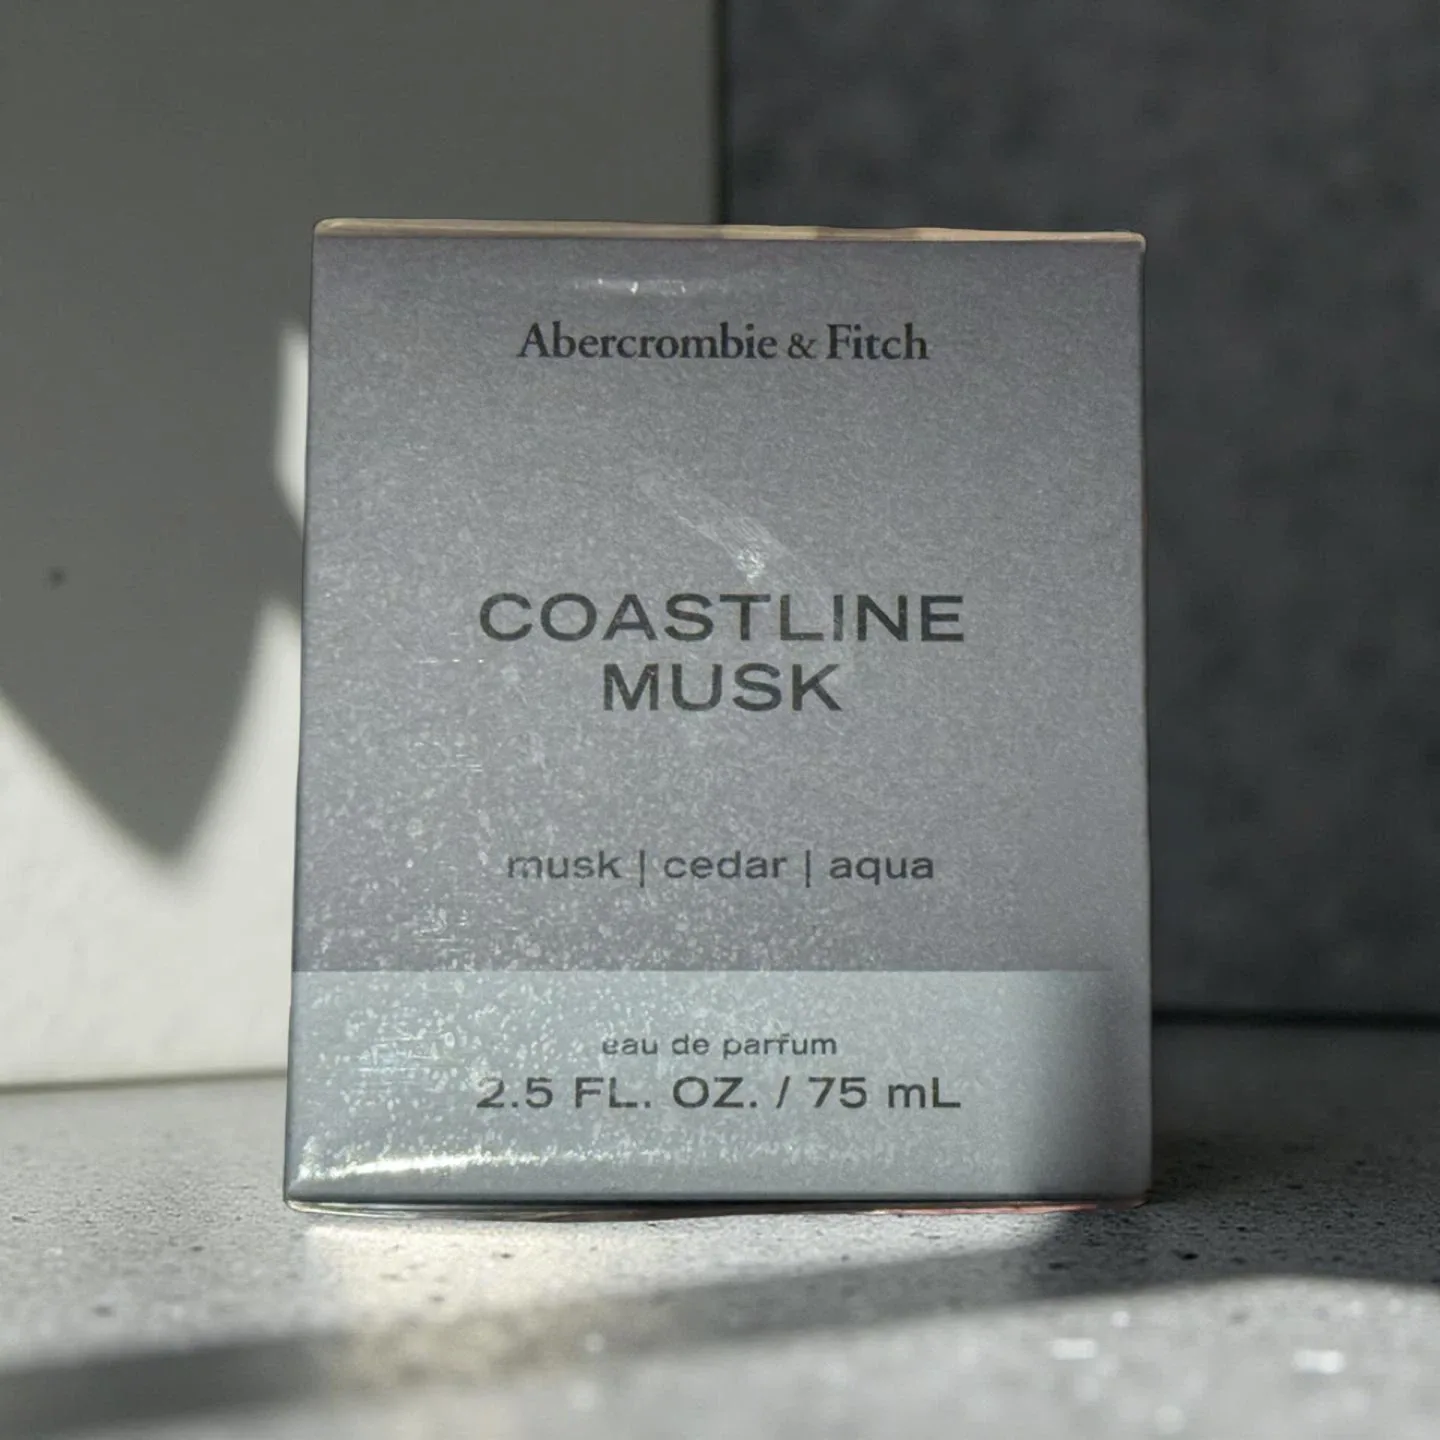 Abercrombie & Fitch
COASTLINE
MUSK
musk | cedar | aqua
eau de parfum
2.5 FL. OZ. / 75 mL